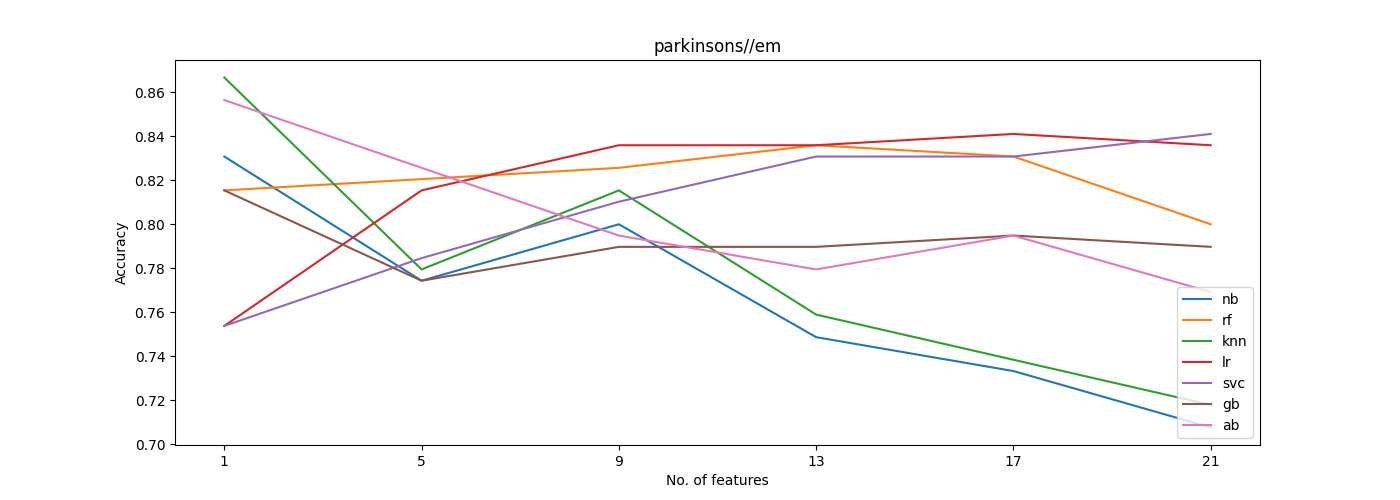 parkinsons//em
Accuracy
0.86
0.84
0.82
0.80
0.78
0.76
0.74
0.72
0.70
1 5 9 13 17 21
No. of features
nb
rf
knn
lr
svc
gb
ab